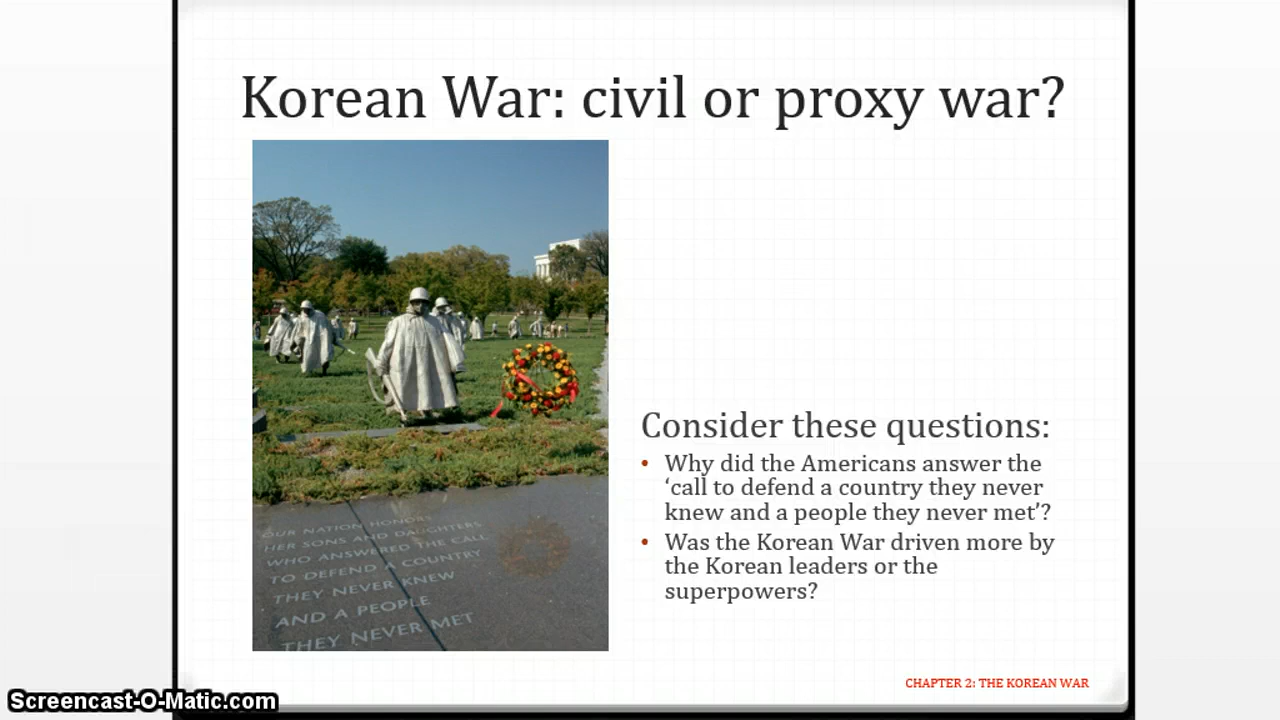 Korean War: civil or proxy war?
OUR NATION HONORS
HER SONS AND DAUGHTERS
WHO ANSWERED THE CALL
TO DEFEND A COUNTRY
THEY NEVER KNEW
AND A PEOPLE
THEY NEVER MET
Consider these questions:
• Why did the Americans answer the
‘call to defend a country they never
knew and a people they never met’?
• Was the Korean War driven more by
the Korean leaders or the
superpowers?
CHAPTER 2: THE KOREAN WAR
Screencast-O-Matic.com